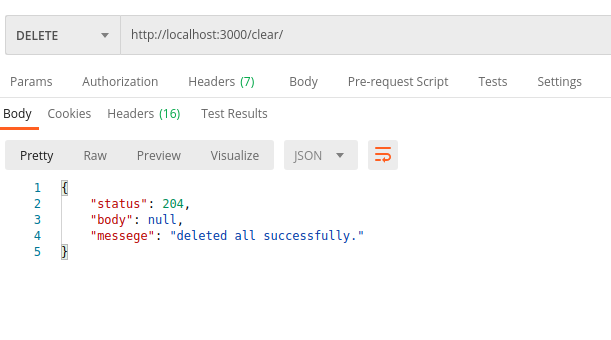 DELETE http://localhost:3000/clear/
Params Authorization Headers (7) Body Pre-request Script Tests Settings
Body Cookies Headers (16) Test Results
Pretty Raw Preview Visualize JSON
1 {
2 "status": 204,
3 "body": null,
4 "messege": "deleted all successfully."
5 }